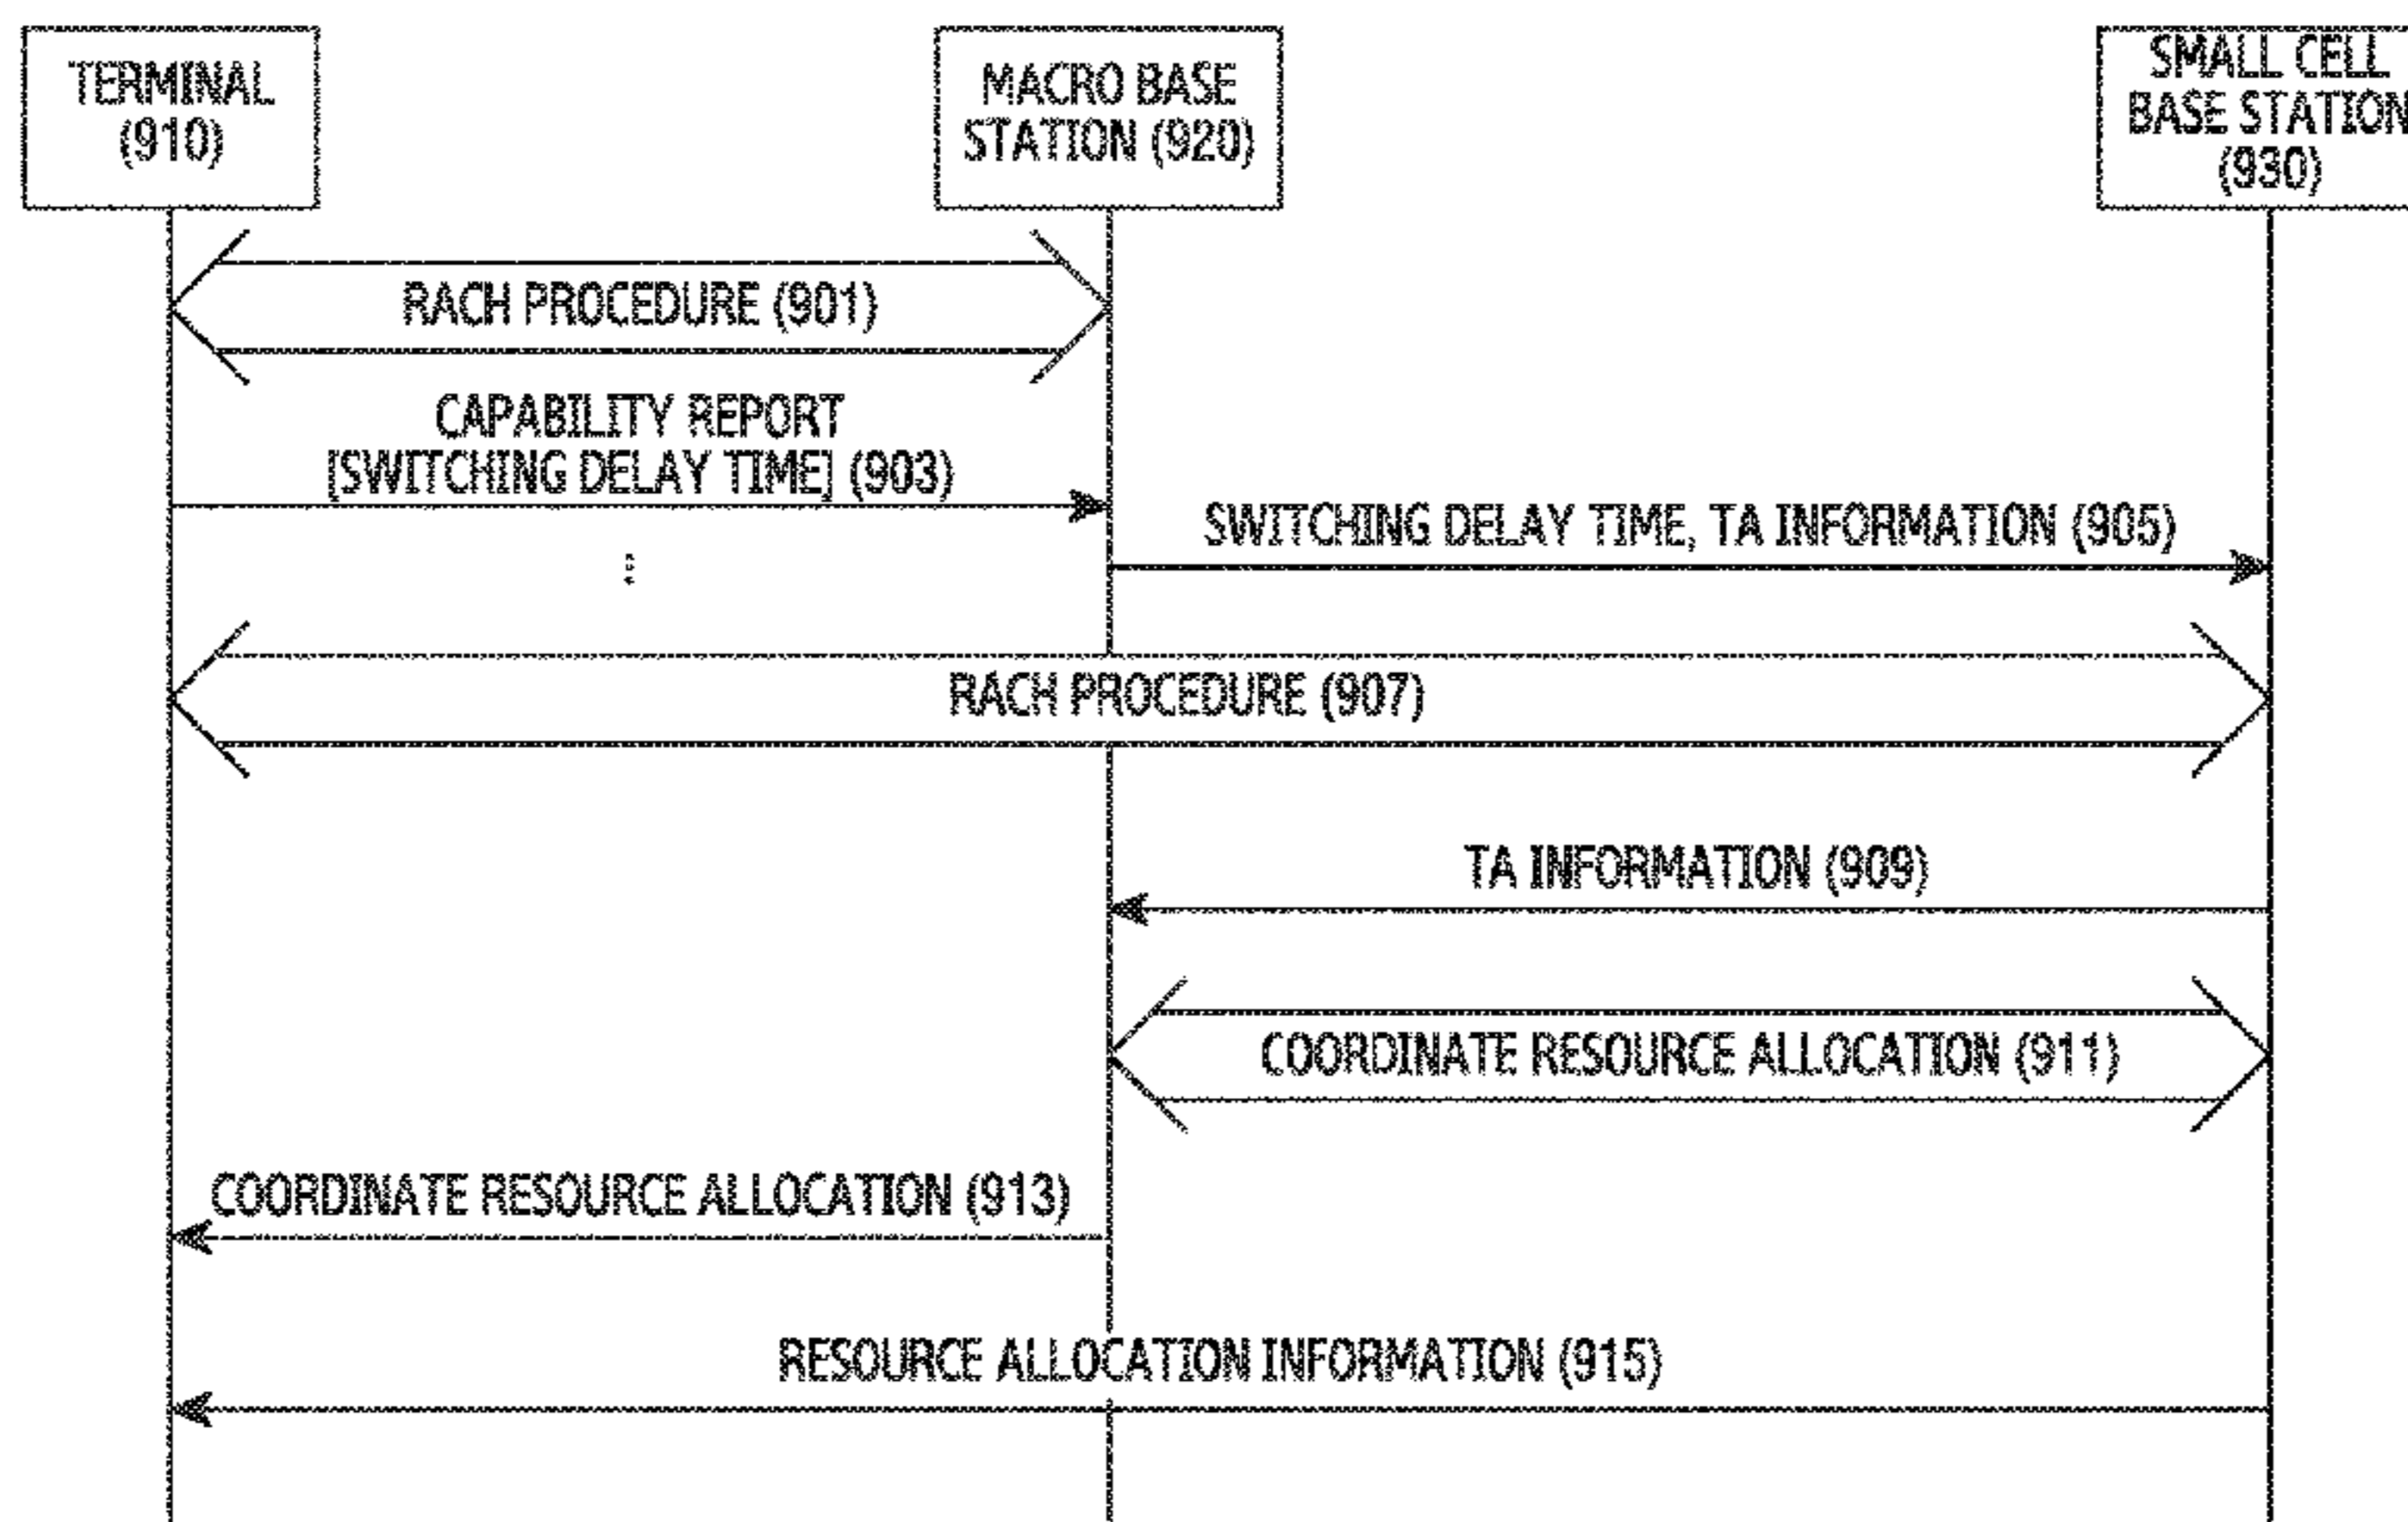 TERMINAL
(910)
MACRO BASE
STATION (920)
SMALL CELL
BASE STATION
(930)
RACH PROCEDURE (901)
CAPABILITY REPORT
[SWITCHING DELAY TIME] (903)
SWITCHING DELAY TIME, TA INFORMATION (905)
RACH PROCEDURE (907)
TA INFORMATION (909)
COORDINATE RESOURCE ALLOCATION (911)
COORDINATE RESOURCE ALLOCATION (913)
RESOURCE ALLOCATION INFORMATION (915)